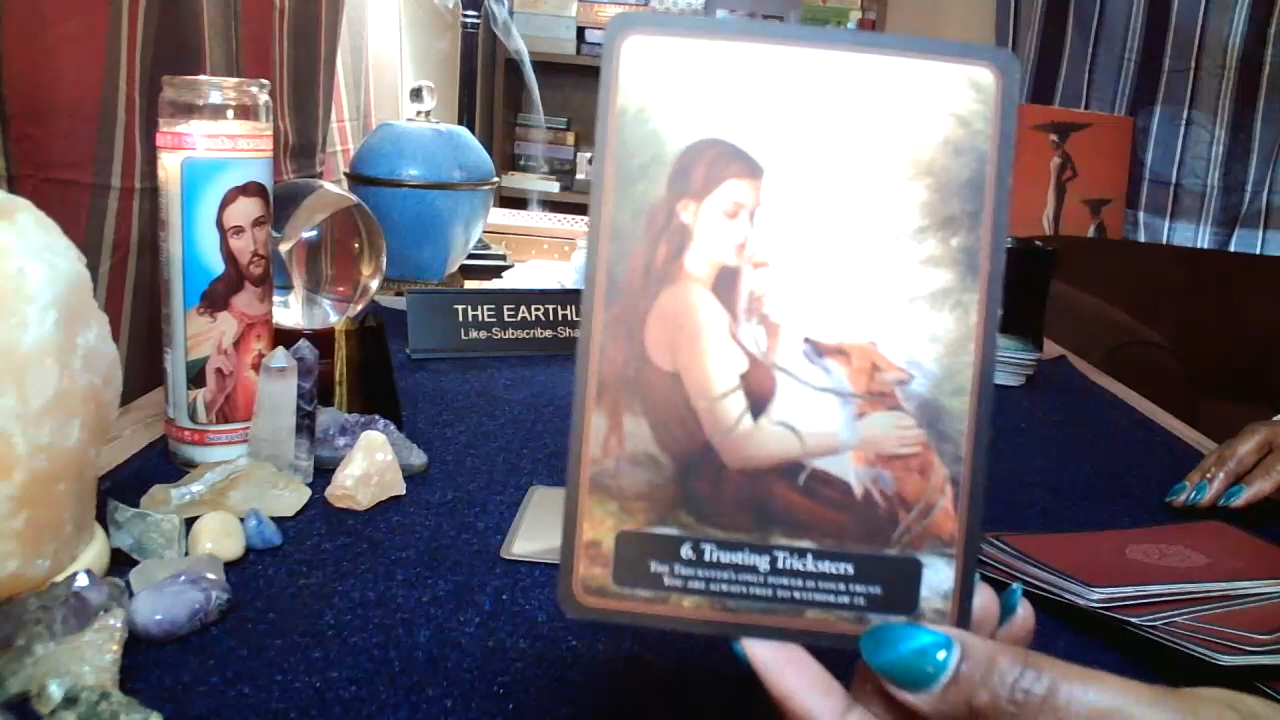 THE EARTHL
Like-Subscribe-Sha
6. Trusting Tricksters
THE TRICKSTER'S ONLY POWER IS YOUR TRUST.
YOU ARE ALWAYS FREE TO WITHDRAW IT.
Sacred